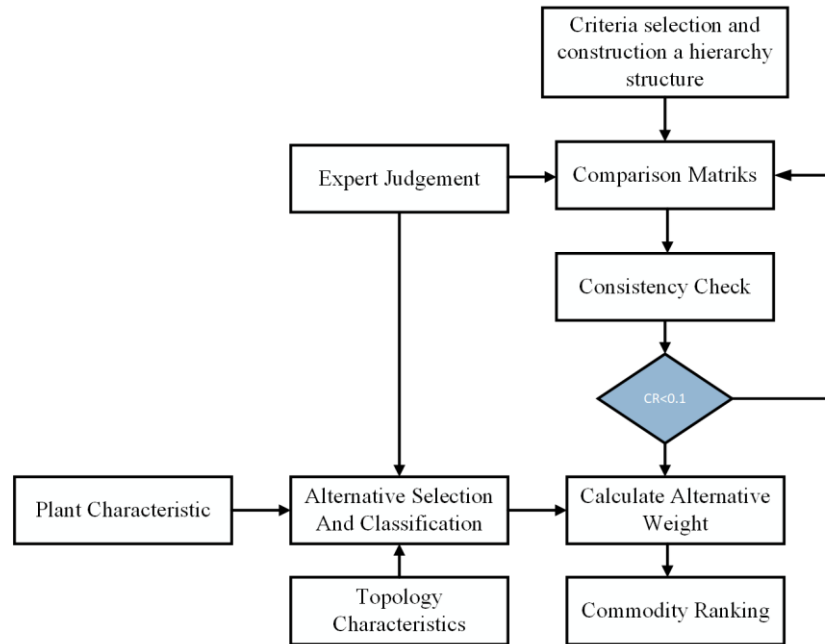 Criteria selection and
construction a hierarchy
structure
Expert Judgement
Comparison Matriks
Consistency Check
CR<0.1
Plant Characteristic
Alternative Selection
And Classification
Calculate Alternative
Weight
Topology
Characteristics
Commodity Ranking